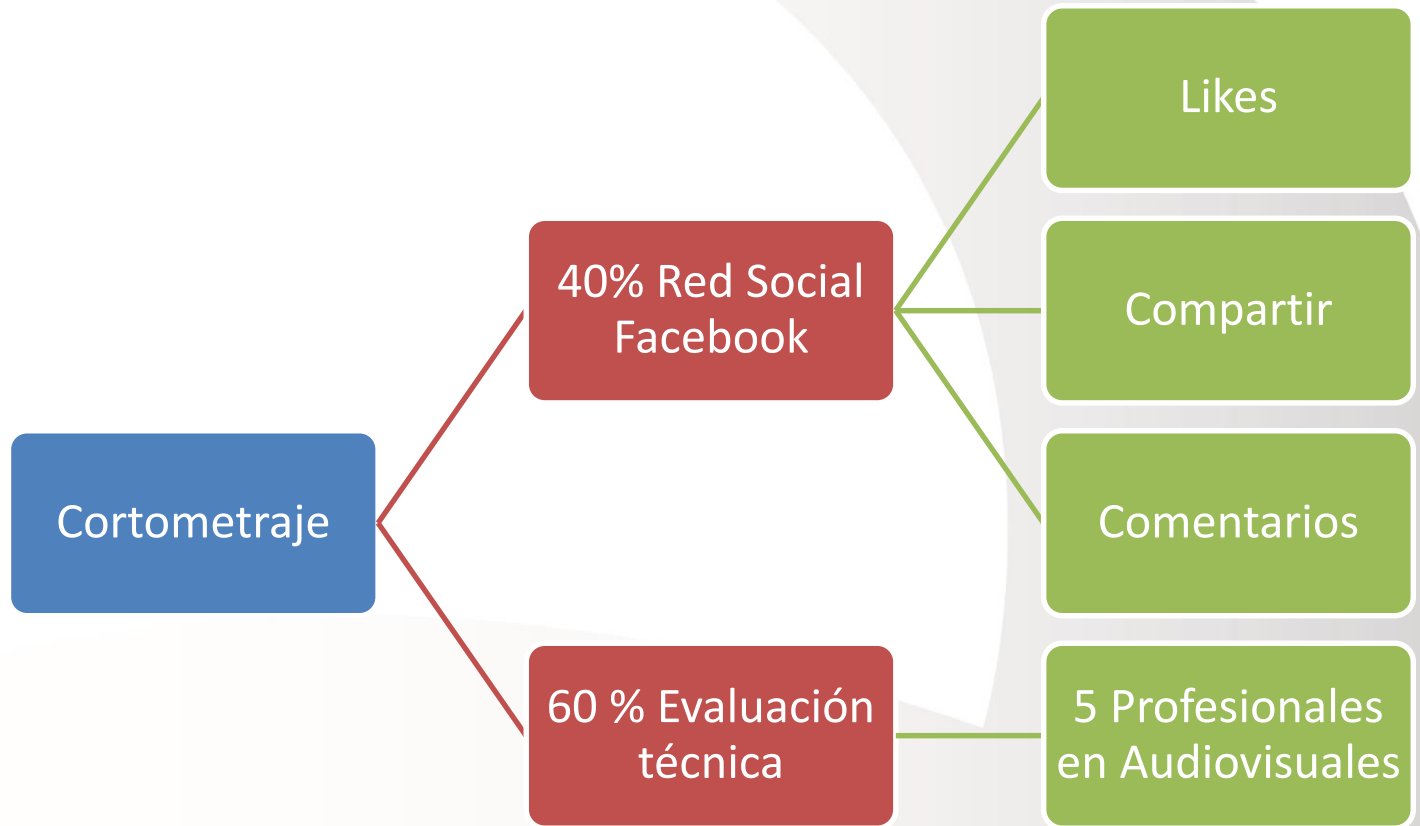 Cortometraje
40% Red Social
Facebook
Likes
Compartir
Comentarios
60 % Evaluación
técnica
5 Profesionales
en Audiovisuales